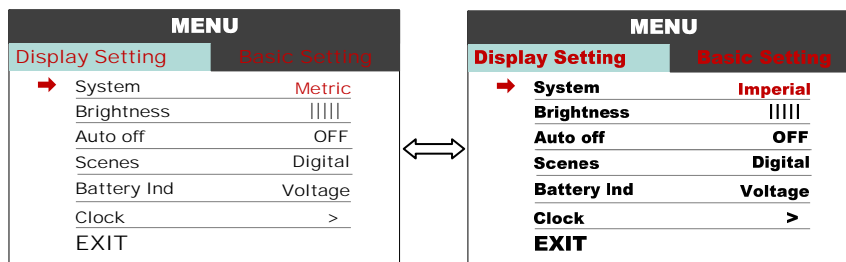 MENU
Display Setting Basic Setting
System Metric
Brightness |||||
Auto off OFF
Scenes Digital
Battery Ind Voltage
Clock >
EXIT
MENU
Display Setting Basic Setting
System Imperial
Brightness |||||
Auto off OFF
Scenes Digital
Battery Ind Voltage
Clock >
EXIT